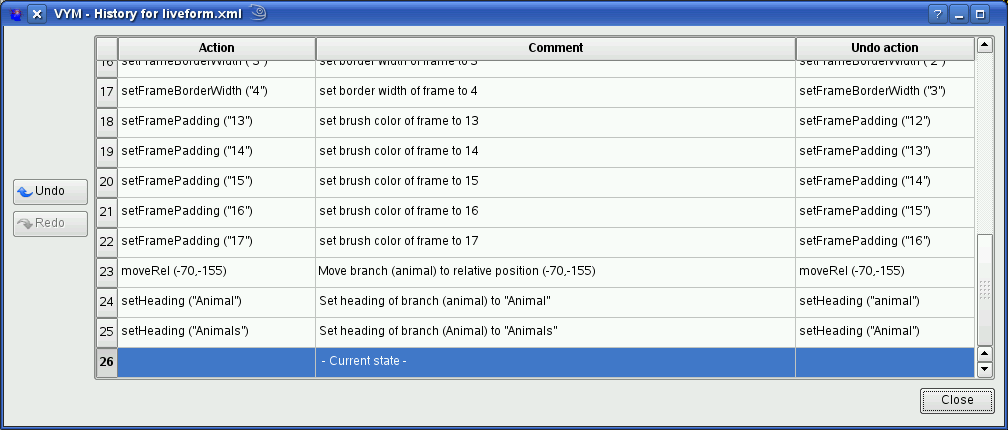 VYM - History for liveform.xml
Action Comment Undo action
16 setFrameBorderWidth ("3") set border width of frame to 3 setFrameBorderWidth ("2")
17 setFrameBorderWidth ("4") set border width of frame to 4 setFrameBorderWidth ("3")
18 setFramePadding ("13") set brush color of frame to 13 setFramePadding ("12")
19 setFramePadding ("14") set brush color of frame to 14 setFramePadding ("13")
20 setFramePadding ("15") set brush color of frame to 15 setFramePadding ("14")
Undo
21 setFramePadding ("16") set brush color of frame to 16 setFramePadding ("15")
Redo
22 setFramePadding ("17") set brush color of frame to 17 setFramePadding ("16")
23 moveRel (-70,-155) Move branch (animal) to relative position (-70,-155) moveRel (-70,-155)
24 setHeading ("Animal") Set heading of branch (animal) to "Animal" setHeading ("animal")
25 setHeading ("Animals") Set heading of branch (Animal) to "Animals" setHeading ("Animal")
26 - Current state -
Close